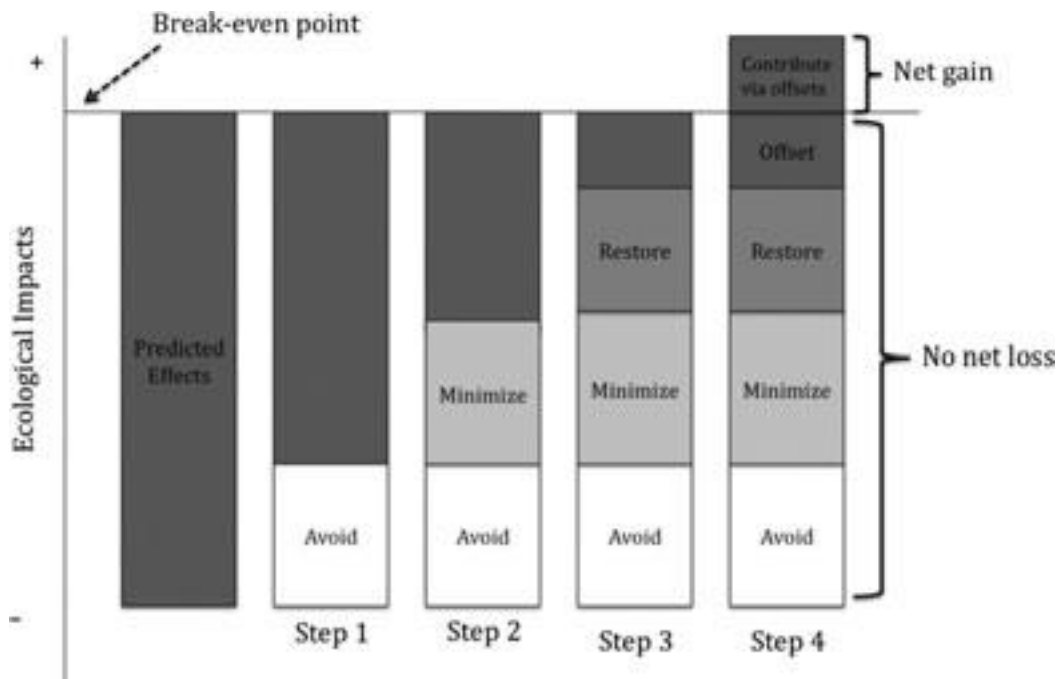 Break-even point
+
Contribute
via offsets
Net gain
Offset
Restore
Restore
Ecological Impacts
Predicted
Effects
No net loss
Minimize
Minimize
Minimize
Avoid
Avoid
Avoid
Avoid
-
Step 1
Step 2
Step 3
Step 4